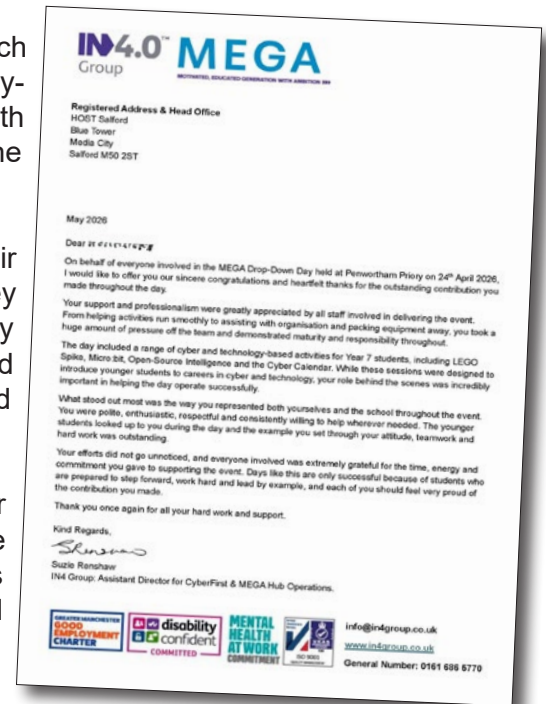 ch
y-
th
ne
ir
ey
y
d
d
r
e
s
IN4.0™
Group
MEGA
MOTIVATED, EDUCATED GENERATION WITH AMBITION
Registered Address & Head Office
HOST Salford
Blue Tower
Media City
Salford M50 2ST
May 2026
Dear
On behalf of everyone involved in the MEGA Drop-Down Day held at Penwortham Priory on 24th April 2026,
I would like to offer you our sincere congratulations and heartfelt thanks for the outstanding contribution you
made throughout the day.
Your support and professionalism were greatly appreciated by all staff involved in delivering the event.
From helping activities run smoothly to assisting with organisation and packing equipment away, you took a
huge amount of pressure off the team and demonstrated maturity and responsibility throughout.
The day included a range of cyber and technology-based activities for Year 7 students, including LEGO
Spike, Micro:bit, Open-Source Intelligence and the Cyber Calendar. While these sessions were designed to
introduce younger students to careers in cyber and technology, your role behind the scenes was incredibly
important in helping the day operate successfully.
What stood out most was the way you represented both yourselves and the school throughout the event.
You were polite, enthusiastic, respectful and consistently willing to help wherever needed. The younger
students looked up to you during the day and the example you set through your attitude, teamwork and
hard work was outstanding.
Your efforts did not go unnoticed, and everyone involved was extremely grateful for the time, energy and
commitment you gave to supporting the event. Days like this are only successful because of students who
are prepared to step forward, work hard and lead by example, and each of you should feel very proud of
the contribution you made.
Thank you once again for all your hard work and support.
Kind Regards,
Suzie Renshaw
IN4 Group: Assistant Director for CyberFirst & MEGA Hub Operations.
GREATER MANCHESTER
GOOD
EMPLOYMENT
CHARTER
disability
confident
COMMITTED
MENTAL
HEALTH
AT WORK
COMMITMENT
ISO 9001
info@in4group.co.uk
www.in4group.co.uk
General Number: 0161 686 5770